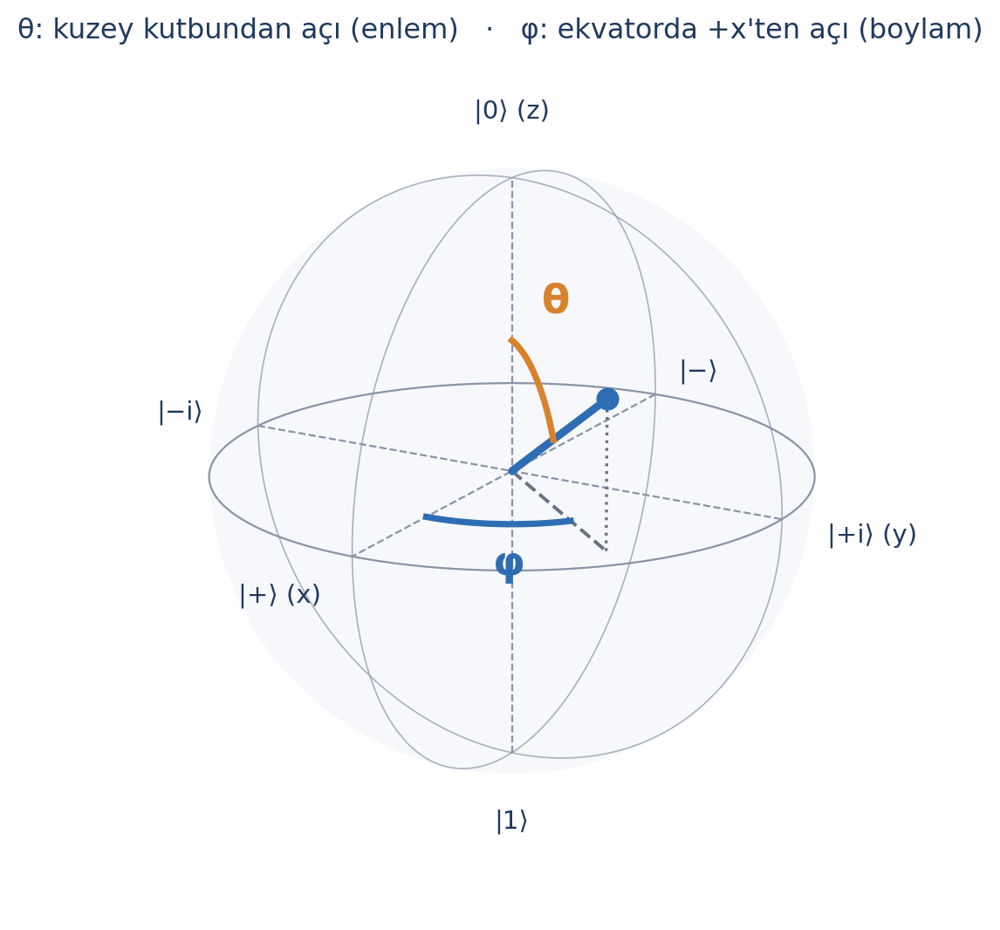 θ: kuzey kutbundan açı (enlem) · φ: ekvatorda +x'ten açı (boylam)
|0⟩ (z)
θ
|−⟩
|−i⟩
|+i⟩ (y)
φ
|+⟩ (x)
|1⟩